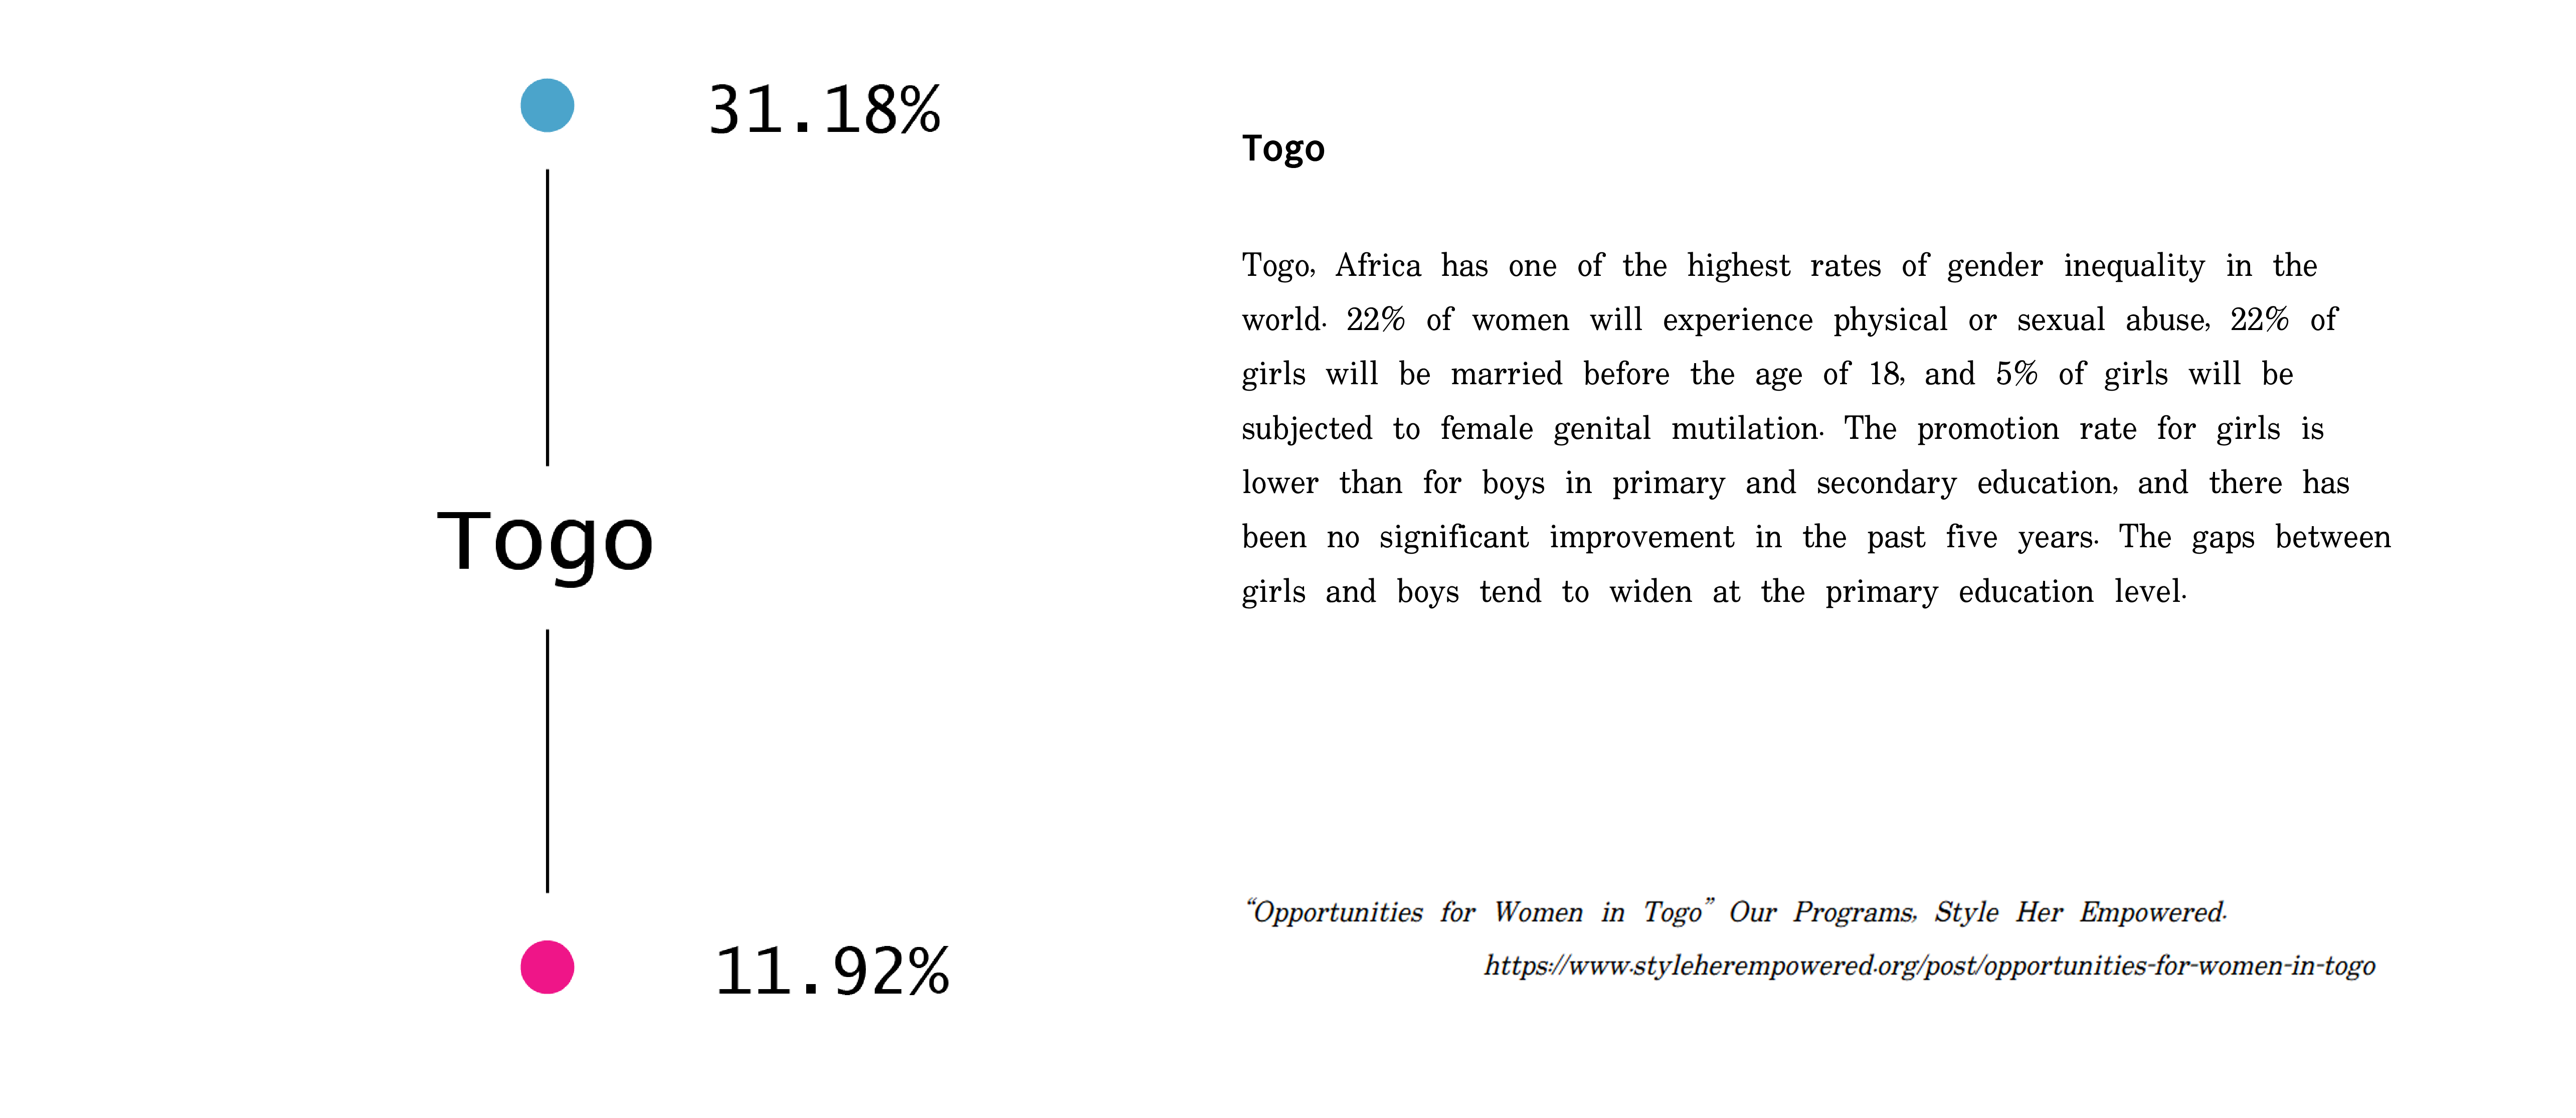 31.18%
Togo
11.92%
Togo
Togo, Africa has one of the highest rates of gender inequality in the
world. 22% of women will experience physical or sexual abuse, 22% of
girls will be married before the age of 18, and 5% of girls will be
subjected to female genital mutilation. The promotion rate for girls is
lower than for boys in primary and secondary education, and there has
been no significant improvement in the past five years. The gaps between
girls and boys tend to widen at the primary education level.
“Opportunities for Women in Togo” Our Programs, Style Her Empowered.
https://www.styleherempowered.org/post/opportunities-for-women-in-togo